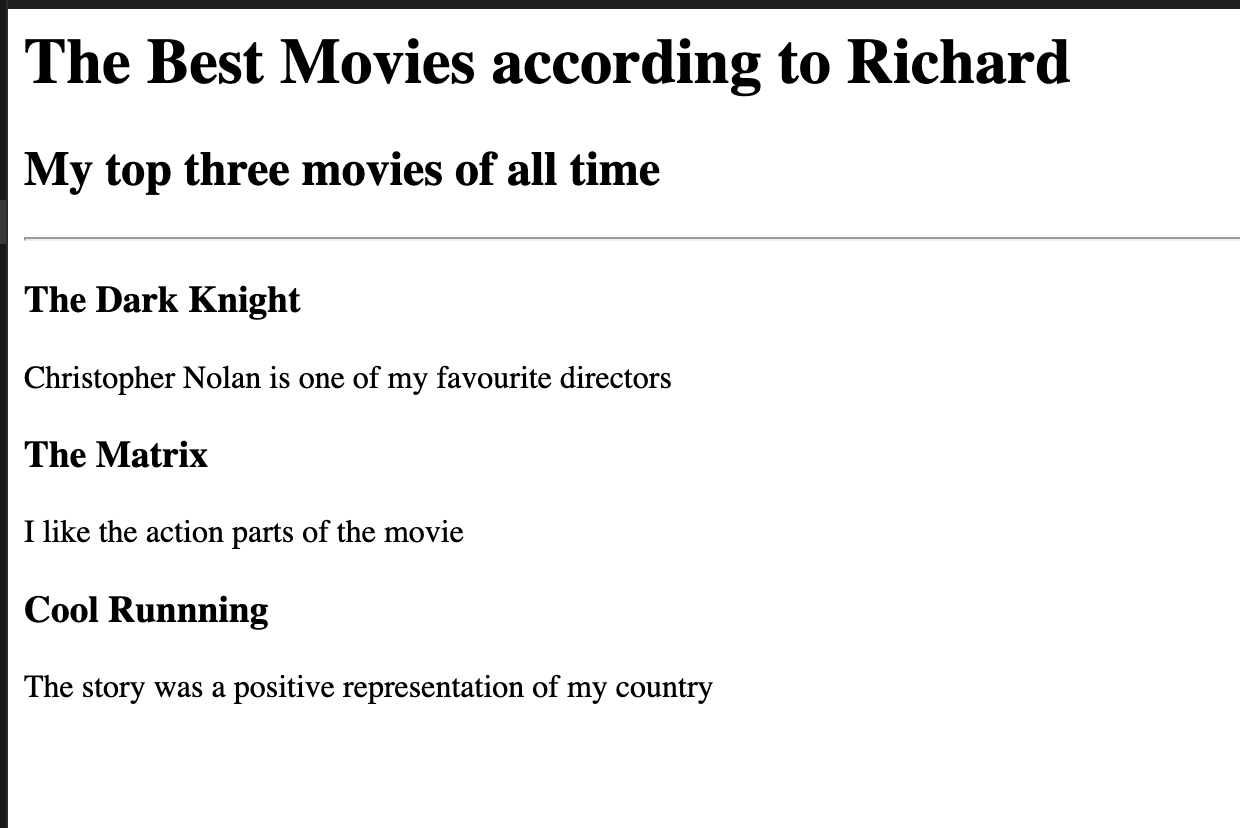 The Best Movies according to Richard
My top three movies of all time
The Dark Knight
Christopher Nolan is one of my favourite directors
The Matrix
I like the action parts of the movie
Cool Runnning
The story was a positive representation of my country